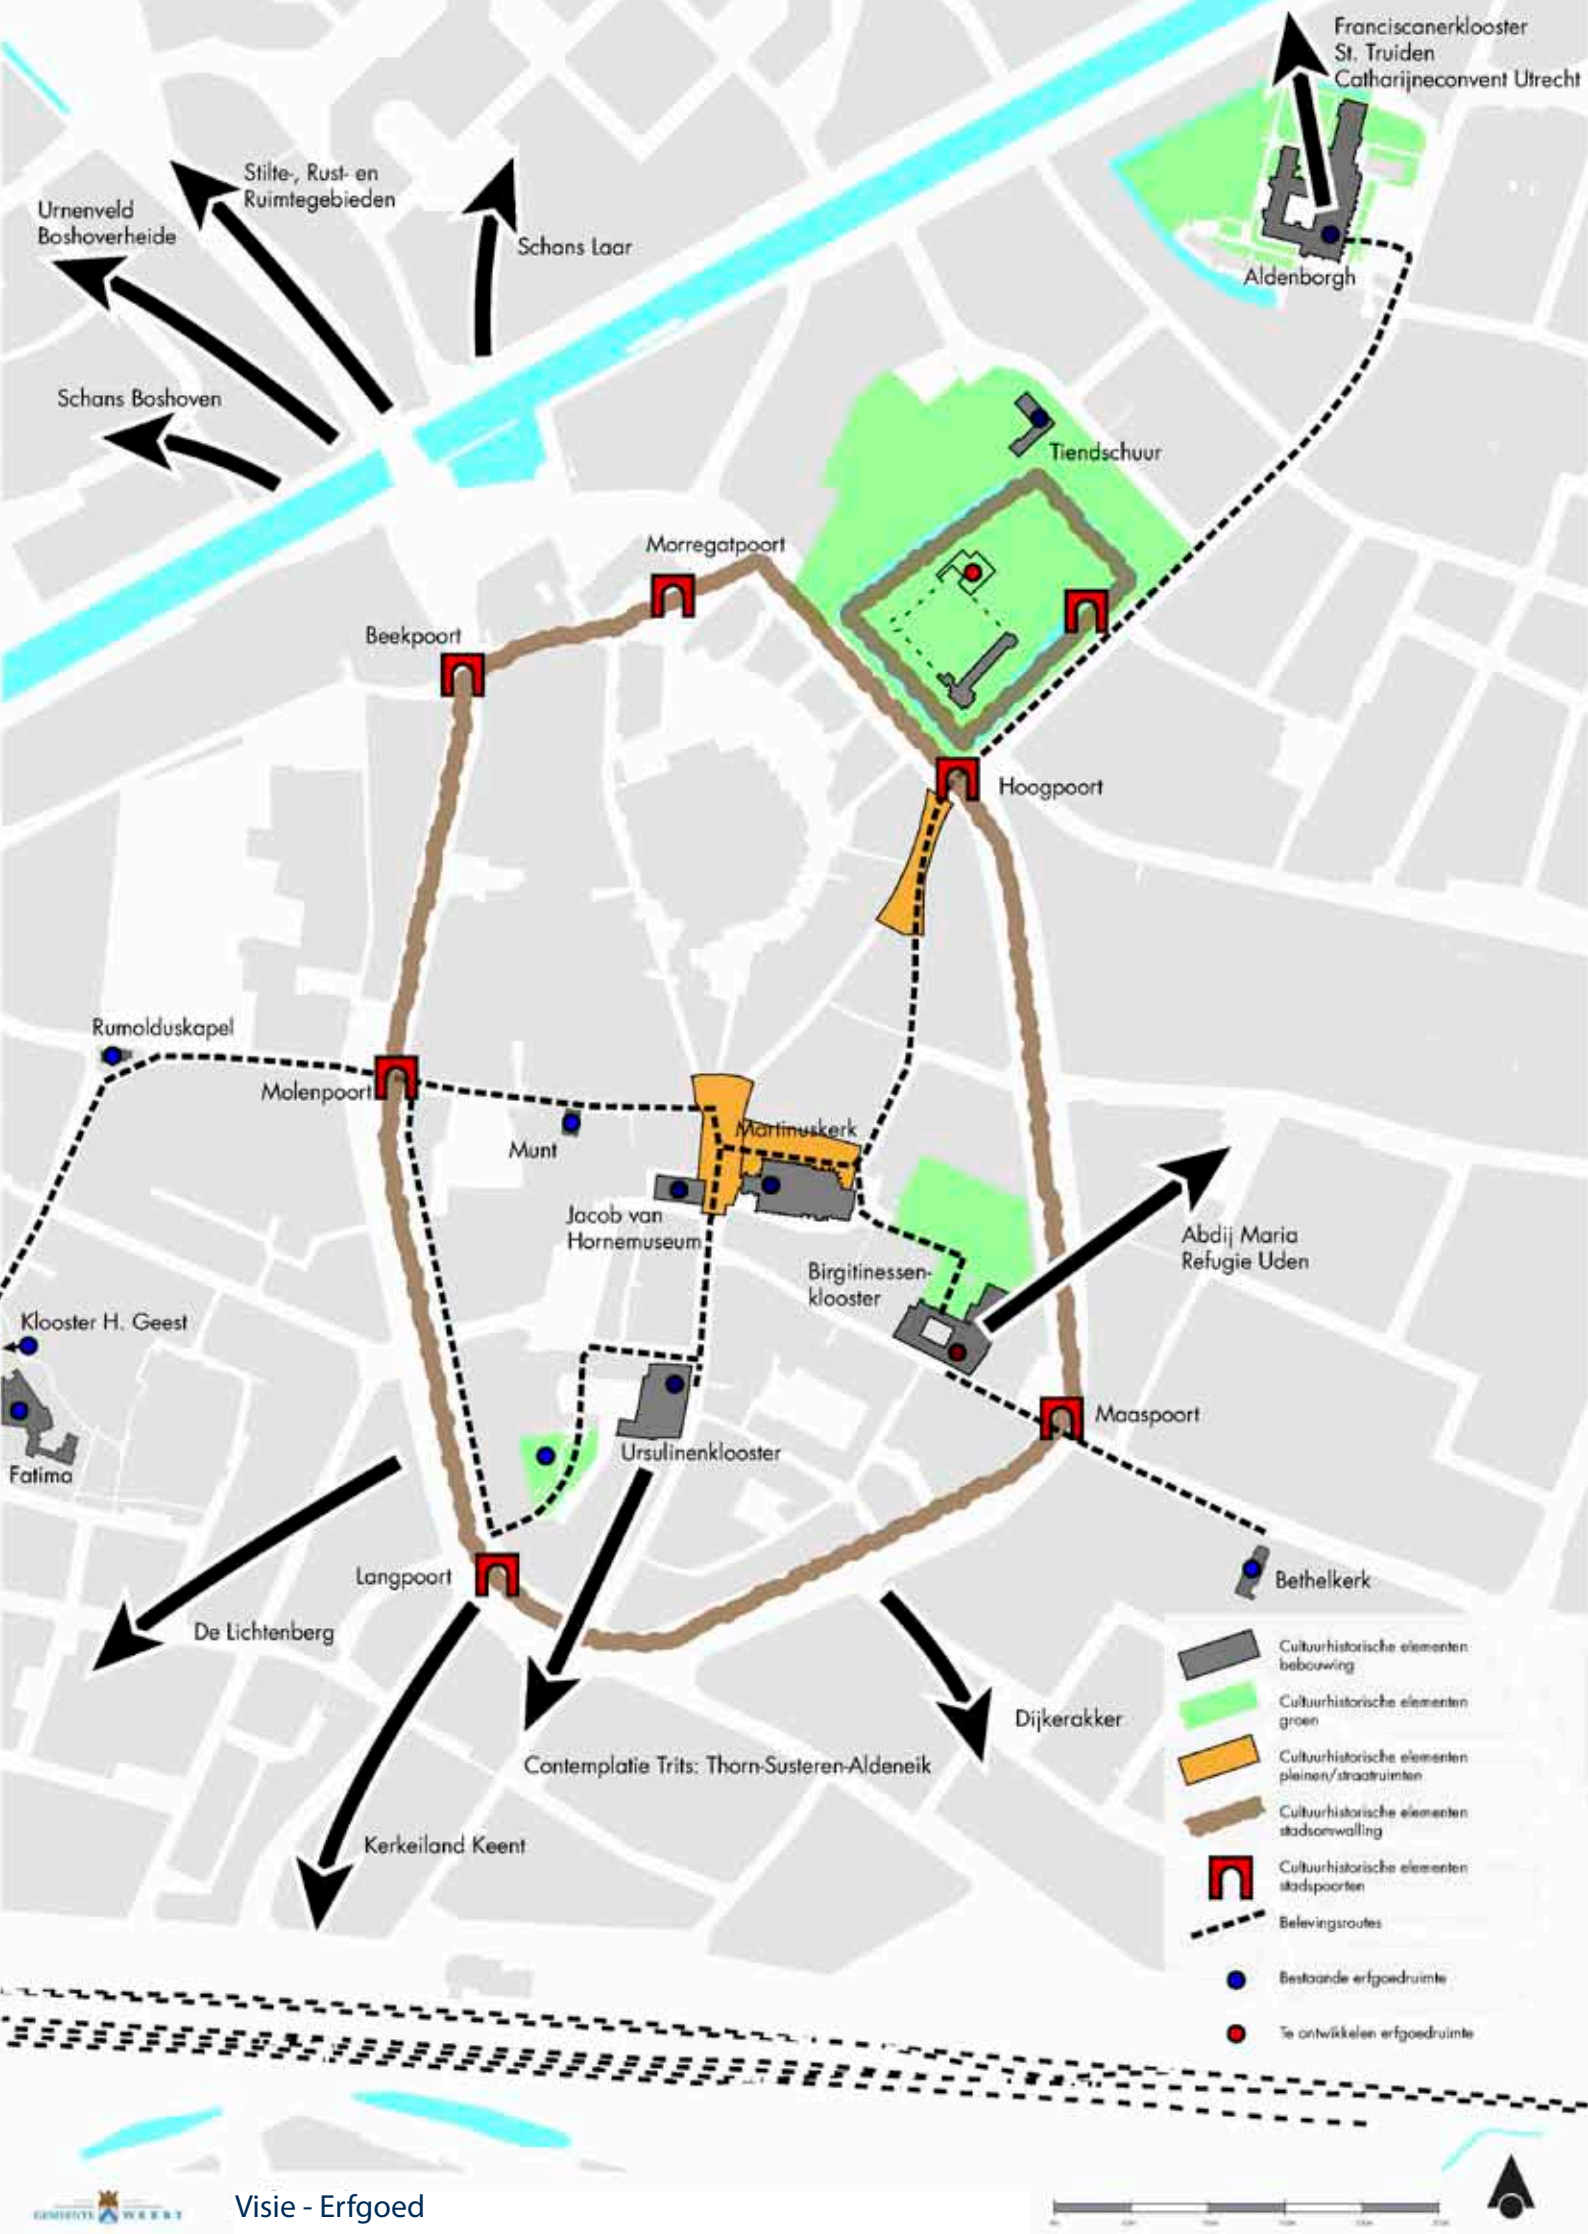 Franciscanerklooster
St. Truiden
Catharijneconvent Utrecht
Stilte-, Rust- en
Ruimtegebieden
Urnenveld
Boshoverheide
Schans Laar
Aldenborgh
Schans Boshoven
Tiendschuur
Morregatpoort
Beekpoort
Hoogpoort
Rumolduskapel
Molenpoort
Munt
Martinuskerk
Jacob van
Hornemuseum
Abdij Maria
Refugie Uden
Birgitinessen-
klooster
Klooster H. Geest
Maaspoort
Ursulinenklooster
Fatima
Langpoort
Bethelkerk
De Lichtenberg
Dijkerakker
Contemplatie Trits: Thorn-Susteren-Aldeneik
Kerkeiland Keent
Cultuurhistorische elementen
bebouwing
Cultuurhistorische elementen
groen
Cultuurhistorische elementen
pleinen/straatruimten
Cultuurhistorische elementen
stadsomwalling
Cultuurhistorische elementen
stadspoorten
Belevingsroutes
Bestaande erfgoedruimte
Te ontwikkelen erfgoedruimte
GEMEENTE WEERT
Visie - Erfgoed